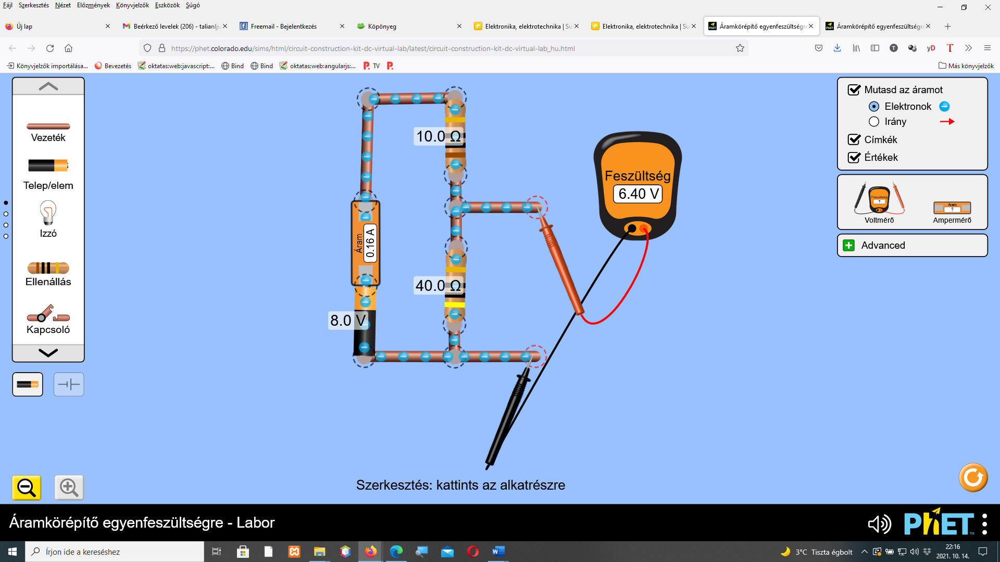 Fájl Szerkesztés Nézet Előzmények Könyvjelzők Eszközök Súgó
Új lap
Beérkező levelek (206) - talianlju
Freemail - Bejelentkezés
Köpönyeg
Elektronika, elektrotechnika | Su
Elektronika, elektrotechnika | Su
Áramkörépítő egyenfeszültségre
Áramkörépítő egyenfeszültségre
https://phet.colorado.edu/sims/html/circuit-construction-kit-dc-virtual-lab/latest/circuit-construction-kit-dc-virtual-lab_hu.html
Könyvjelzők importálása...
Bevezetés
oktatas:web:javascript:...
Bind
Bind
oktatas:web:angularjs:...
TV
Más könyvjelzők
Vezeték
Telep/elem
Izzó
Ellenállás
Kapcsoló
10.0 Ω
40.0 Ω
8.0 V
Áram
0.16 A
Feszültség
6.40 V
Mutasd az áramot
Elektronok
Irány
Címkék
Értékek
Feszültség
?
Voltmérő
Áram
?
Ampermérő
Advanced
Szerkesztés: kattints az alkatrészre
Áramkörépítő egyenfeszültségre - Labor
PhET
Írjon ide a kereséshez
3°C Tiszta égbolt
22:16
2021. 10. 14.